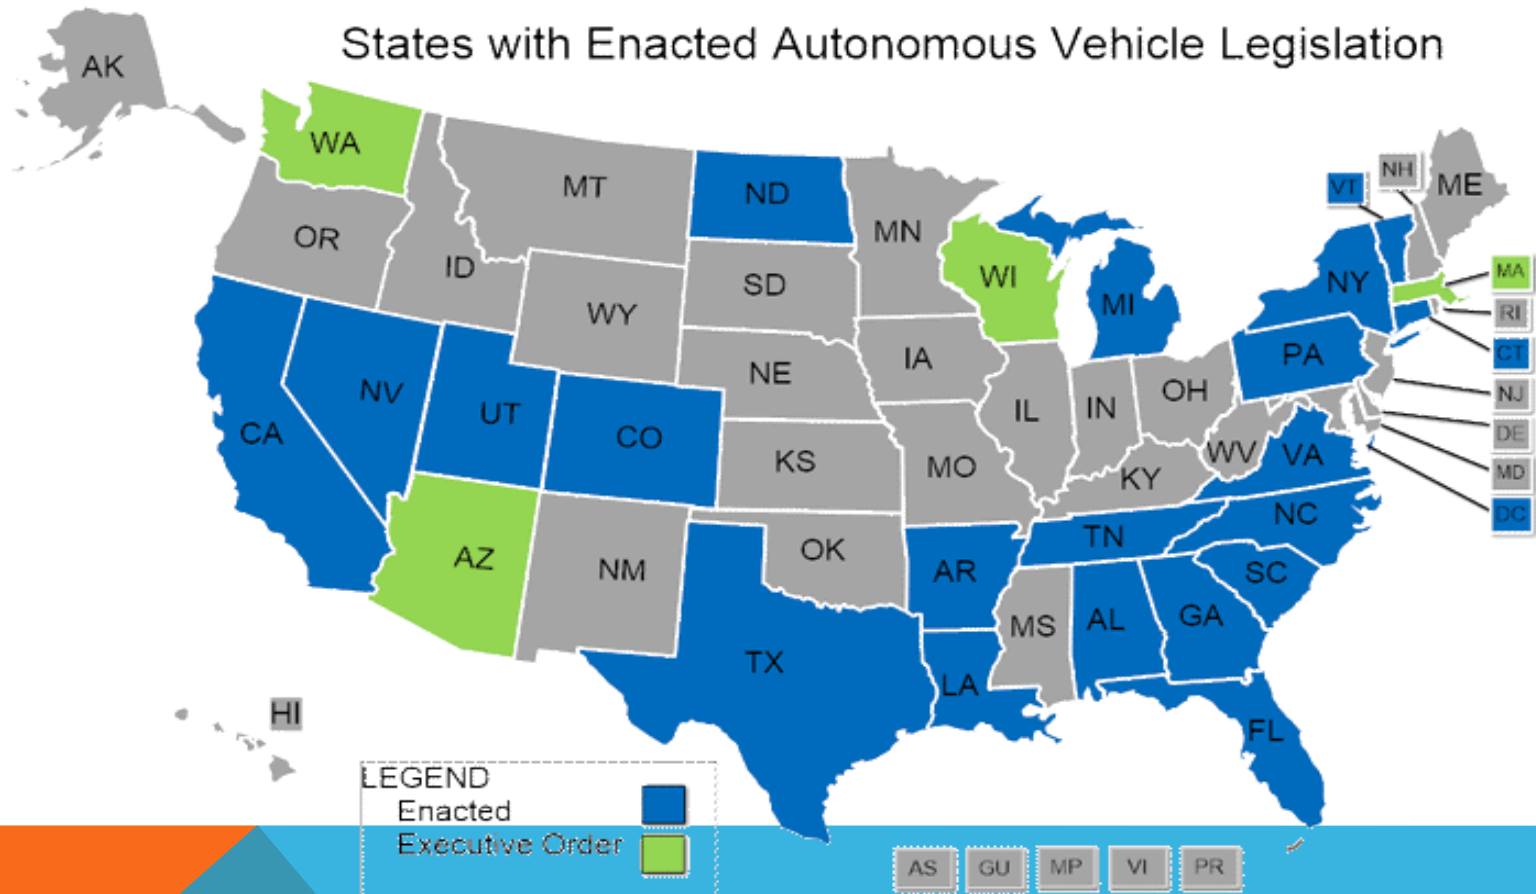 States with Enacted Autonomous Vehicle Legislation
AK
WA
MT
ND
MN
VT
NH
ME
OR
ID
SD
WI
MI
NY
MA
WY
RI
NE
IA
PA
CT
NV
UT
CO
IL
IN
OH
NJ
CA
KS
MO
KY
WV
VA
DE
MD
AZ
NM
OK
AR
TN
NC
DC
SC
TX
LA
MS
AL
GA
FL
HI
LEGEND
Enacted
Executive Order
AS
GU
MP
VI
PR